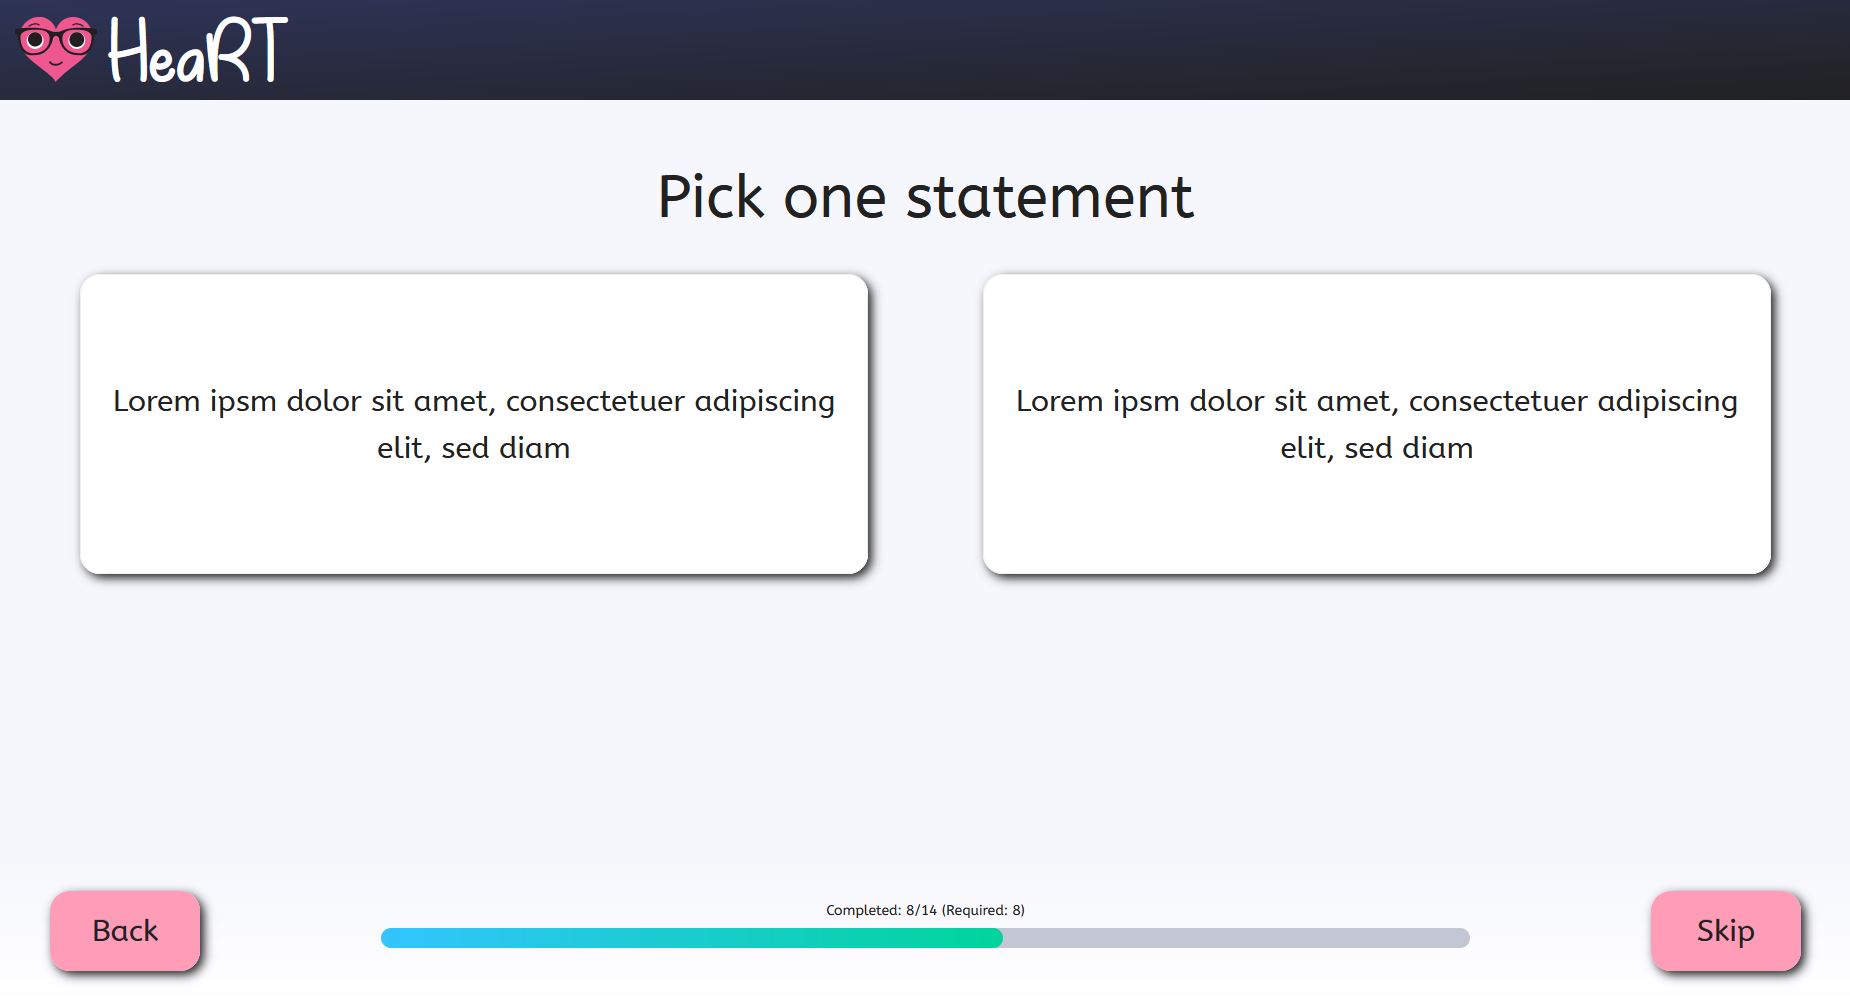 HeaRT
Pick one statement
Lorem ipsm dolor sit amet, consectetuer adipiscing
elit, sed diam
Lorem ipsm dolor sit amet, consectetuer adipiscing
elit, sed diam
Back
Completed: 8/14 (Required: 8)
Skip